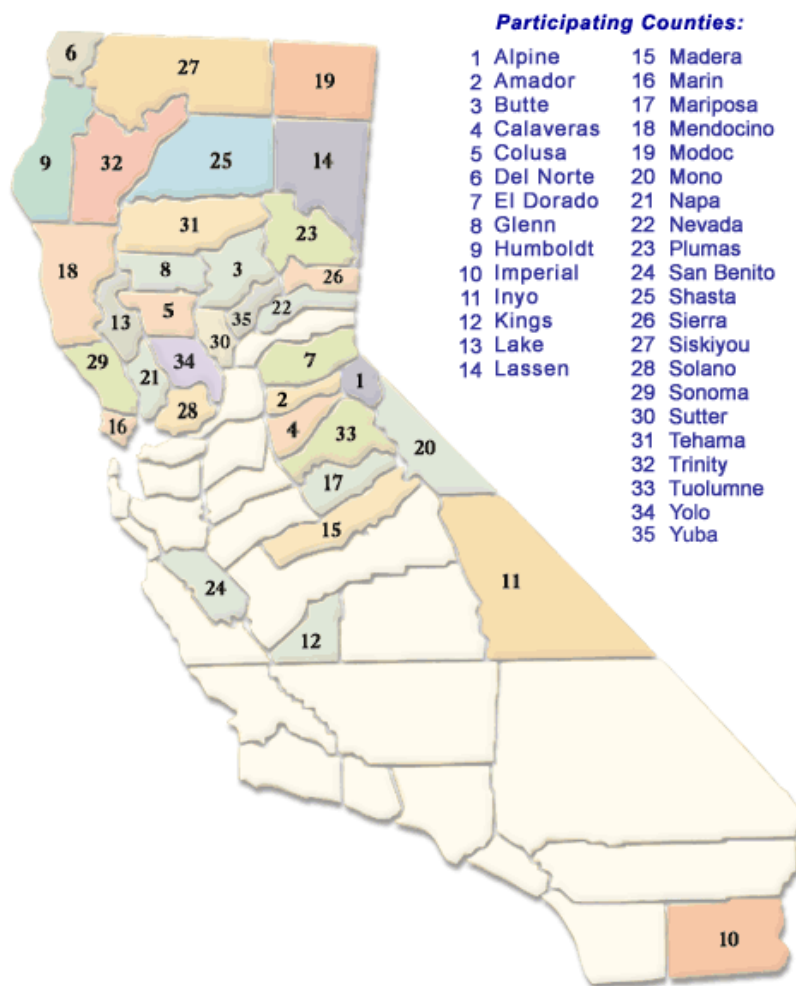 Participating Counties:
1 Alpine
2 Amador
3 Butte
4 Calaveras
5 Colusa
6 Del Norte
7 El Dorado
8 Glenn
9 Humboldt
10 Imperial
11 Inyo
12 Kings
13 Lake
14 Lassen
15 Madera
16 Marin
17 Mariposa
18 Mendocino
19 Modoc
20 Mono
21 Napa
22 Nevada
23 Plumas
24 San Benito
25 Shasta
26 Sierra
27 Siskiyou
28 Solano
29 Sonoma
30 Sutter
31 Tehama
32 Trinity
33 Tuolumne
34 Yolo
35 Yuba
6
27
19
9
32
25
14
31
23
18
8
3
26
13
5
35
22
30
29
21
34
7
1
28
2
16
4
33
20
17
15
24
11
12
10